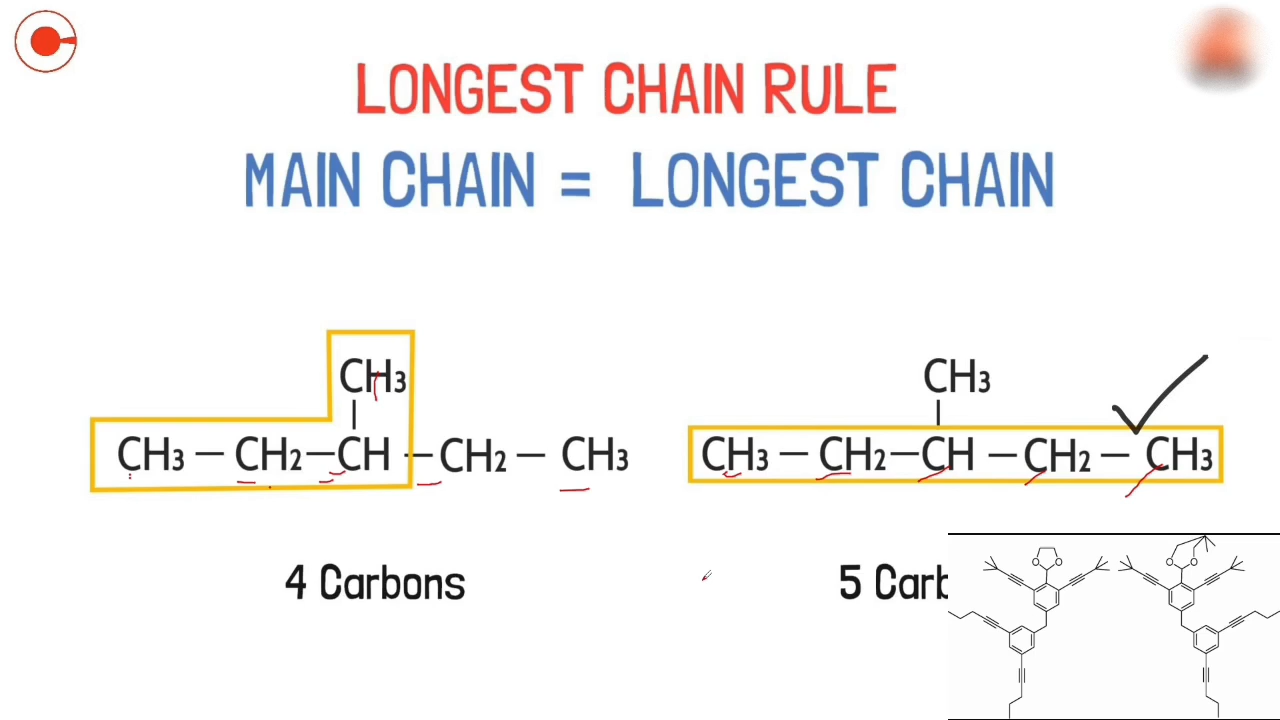 LONGEST CHAIN RULE
MAIN CHAIN = LONGEST CHAIN
CH3
CH3 — CH2 — CH — CH2 — CH3
4 Carbons
CH3
CH3 — CH2 — CH — CH2 — CH3
5 Carb
O O
O O